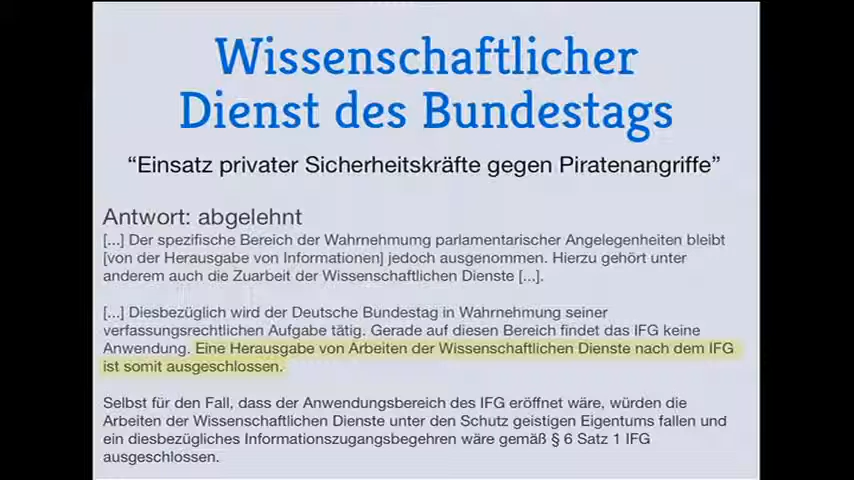 Wissenschaftlicher
Dienst des Bundestags
“Einsatz privater Sicherheitskräfte gegen Piratenangriffe”
Antwort: abgelehnt
[...] Der spezifische Bereich der Wahrnehmumg parlamentarischer Angelegenheiten bleibt
[von der Herausgabe von Informationen] jedoch ausgenommen. Hierzu gehört unter
anderem auch die Zuarbeit der Wissenschaftlichen Dienste [...].
[...] Diesbezüglich wird der Deutsche Bundestag in Wahrnehmung seiner
verfassungsrechtlichen Aufgabe tätig. Gerade auf diesen Bereich findet das IFG keine
Anwendung. Eine Herausgabe von Arbeiten der Wissenschaftlichen Dienste nach dem IFG
ist somit ausgeschlossen.
Selbst für den Fall, dass der Anwendungsbereich des IFG eröffnet wäre, würden die
Arbeiten der Wissenschaftlichen Dienste unter den Schutz geistigen Eigentums fallen und
ein diesbezügliches Informationszugangsbegehren wäre gemäß § 6 Satz 1 IFG
ausgeschlossen.